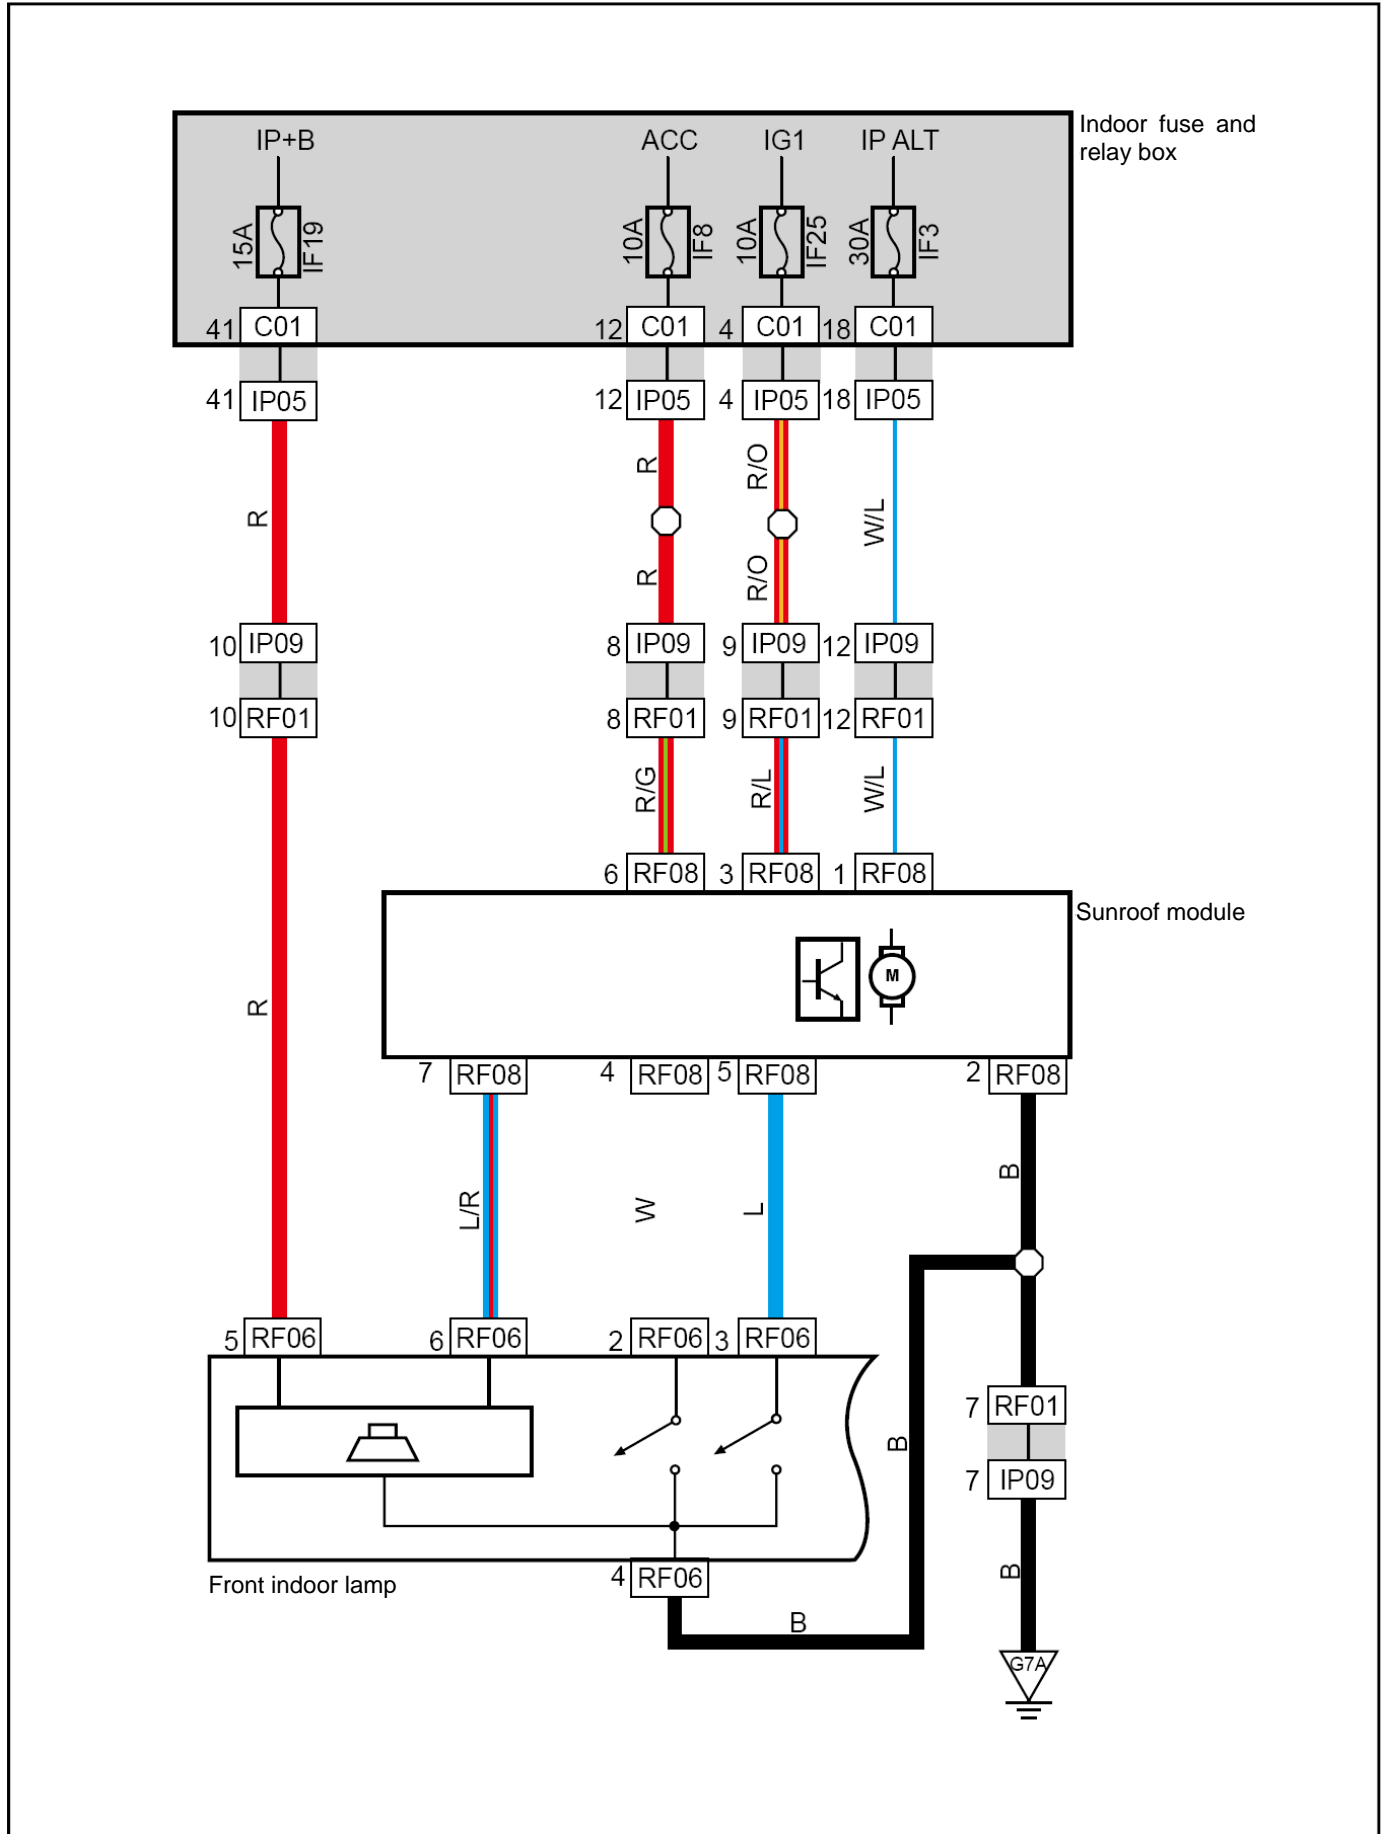 Indoor fuse and
relay box
IP+B ACC IG1 IP ALT
15A IF19 10A IF8 10A IF25 30A IF3
41 C01 12 C01 4 C01 18 C01
41 IP05 12 IP05 4 IP05 18 IP05
R R R/O W/L
R R/O
10 IP09 8 IP09 9 IP09 12 IP09
10 RF01 8 RF01 9 RF01 12 RF01
R/G R/L W/L
6 RF08 3 RF08 1 RF08
Sunroof module
M
R
7 RF08 4 RF08 5 RF08 2 RF08
L/R W L B
5 RF06 6 RF06 2 RF06 3 RF06
7 RF01
B
7 IP09
4 RF06
Front indoor lamp
B B
G7A